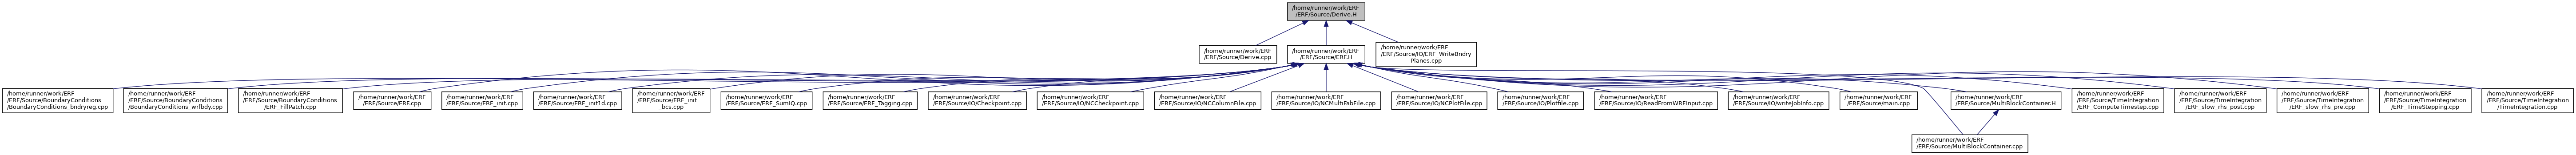 /home/runner/work/ERF
/ERF/Source/Derive.H
/home/runner/work/ERF
/ERF/Source/Derive.cpp
/home/runner/work/ERF
/ERF/Source/ERF.H
/home/runner/work/ERF
/ERF/Source/IO/ERF_WriteBndry
Planes.cpp
/home/runner/work/ERF
/ERF/Source/BoundaryConditions
/BoundaryConditions_bndryreg.cpp
/home/runner/work/ERF
/ERF/Source/BoundaryConditions
/BoundaryConditions_wrfbdy.cpp
/home/runner/work/ERF
/ERF/Source/BoundaryConditions
/ERF_FillPatch.cpp
/home/runner/work/ERF
/ERF/Source/ERF.cpp
/home/runner/work/ERF
/ERF/Source/ERF_init.cpp
/home/runner/work/ERF
/ERF/Source/ERF_init1d.cpp
/home/runner/work/ERF
/ERF/Source/ERF_init
_bcs.cpp
/home/runner/work/ERF
/ERF/Source/ERF_SumIQ.cpp
/home/runner/work/ERF
/ERF/Source/ERF_Tagging.cpp
/home/runner/work/ERF
/ERF/Source/IO/Checkpoint.cpp
/home/runner/work/ERF
/ERF/Source/IO/NCCheckpoint.cpp
/home/runner/work/ERF
/ERF/Source/IO/NCColumnFile.cpp
/home/runner/work/ERF
/ERF/Source/IO/NCMultiFabFile.cpp
/home/runner/work/ERF
/ERF/Source/IO/NCPlotFile.cpp
/home/runner/work/ERF
/ERF/Source/IO/Plotfile.cpp
/home/runner/work/ERF
/ERF/Source/IO/ReadFromWRFInput.cpp
/home/runner/work/ERF
/ERF/Source/IO/writeJobInfo.cpp
/home/runner/work/ERF
/ERF/Source/main.cpp
/home/runner/work/ERF
/ERF/Source/MultiBlockContainer.H
/home/runner/work/ERF
/ERF/Source/TimeIntegration
/ERF_ComputeTimestep.cpp
/home/runner/work/ERF
/ERF/Source/TimeIntegration
/ERF_slow_rhs_post.cpp
/home/runner/work/ERF
/ERF/Source/TimeIntegration
/ERF_slow_rhs_pre.cpp
/home/runner/work/ERF
/ERF/Source/TimeIntegration
/ERF_TimeStepping.cpp
/home/runner/work/ERF
/ERF/Source/TimeIntegration
/TimeIntegration.cpp
/home/runner/work/ERF
/ERF/Source/MultiBlockContainer.cpp